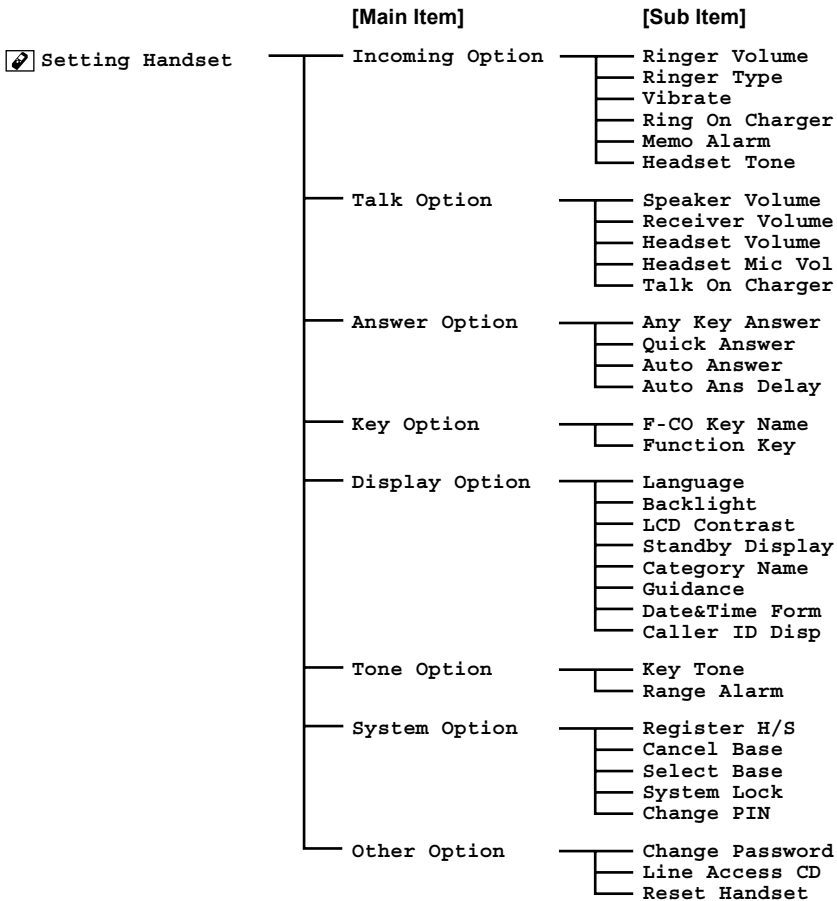 [Main Item] [Sub Item]
Setting Handset Incoming Option Ringer Volume
Ringer Type
Vibrate
Ring On Charger
Memo Alarm
Headset Tone
Talk Option Speaker Volume
Receiver Volume
Headset Volume
Headset Mic Vol
Talk On Charger
Answer Option Any Key Answer
Quick Answer
Auto Answer
Auto Ans Delay
Key Option F-CO Key Name
Function Key
Display Option Language
Backlight
LCD Contrast
Standby Display
Category Name
Guidance
Date&Time Form
Caller ID Disp
Tone Option Key Tone
Range Alarm
System Option Register H/S
Cancel Base
Select Base
System Lock
Change PIN
Other Option Change Password
Line Access CD
Reset Handset